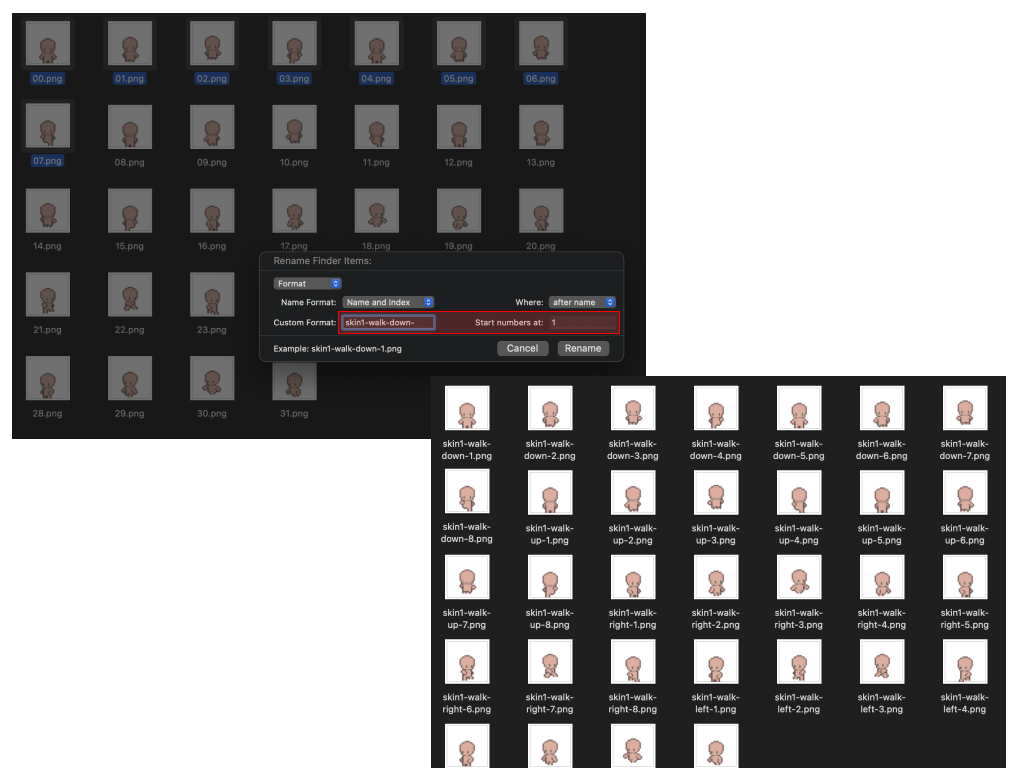 00.png 01.png 02.png 03.png 04.png 05.png 06.png
07.png 08.png 09.png 10.png 11.png 12.png 13.png
14.png 15.png 16.png 17.png 18.png 19.png 20.png
21.png 22.png 23.png
28.png 29.png 30.png 31.png
Rename Finder Items:
Format
Name Format: Name and Index Where: after name
Custom Format: skin1-walk-down- Start numbers at: 1
Example: skin1-walk-down-1.png Cancel Rename
skin1-walk- skin1-walk- skin1-walk- skin1-walk- skin1-walk- skin1-walk- skin1-walk-
down-1.png down-2.png down-3.png down-4.png down-5.png down-6.png down-7.png
skin1-walk- skin1-walk- skin1-walk- skin1-walk- skin1-walk- skin1-walk- skin1-walk-
down-8.png up-1.png up-2.png up-3.png up-4.png up-5.png up-6.png
skin1-walk- skin1-walk- skin1-walk- skin1-walk- skin1-walk- skin1-walk- skin1-walk-
up-7.png up-8.png right-1.png right-2.png right-3.png right-4.png right-5.png
skin1-walk- skin1-walk- skin1-walk- skin1-walk- skin1-walk- skin1-walk- skin1-walk-
right-6.png right-7.png right-8.png left-1.png left-2.png left-3.png left-4.png